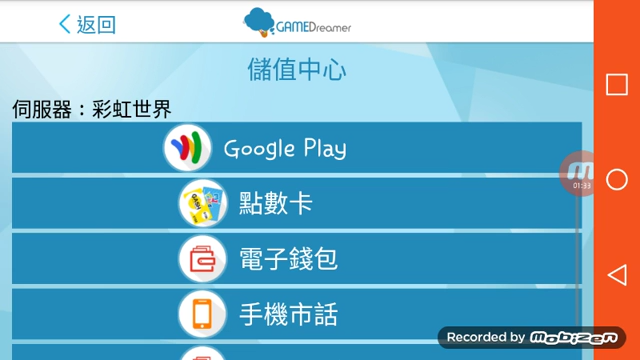 返回
GAMEDreamer
儲值中心
伺服器：彩虹世界
Google Play
點數卡
電子錢包
手機市話
01:33
Recorded by MOBIZEN